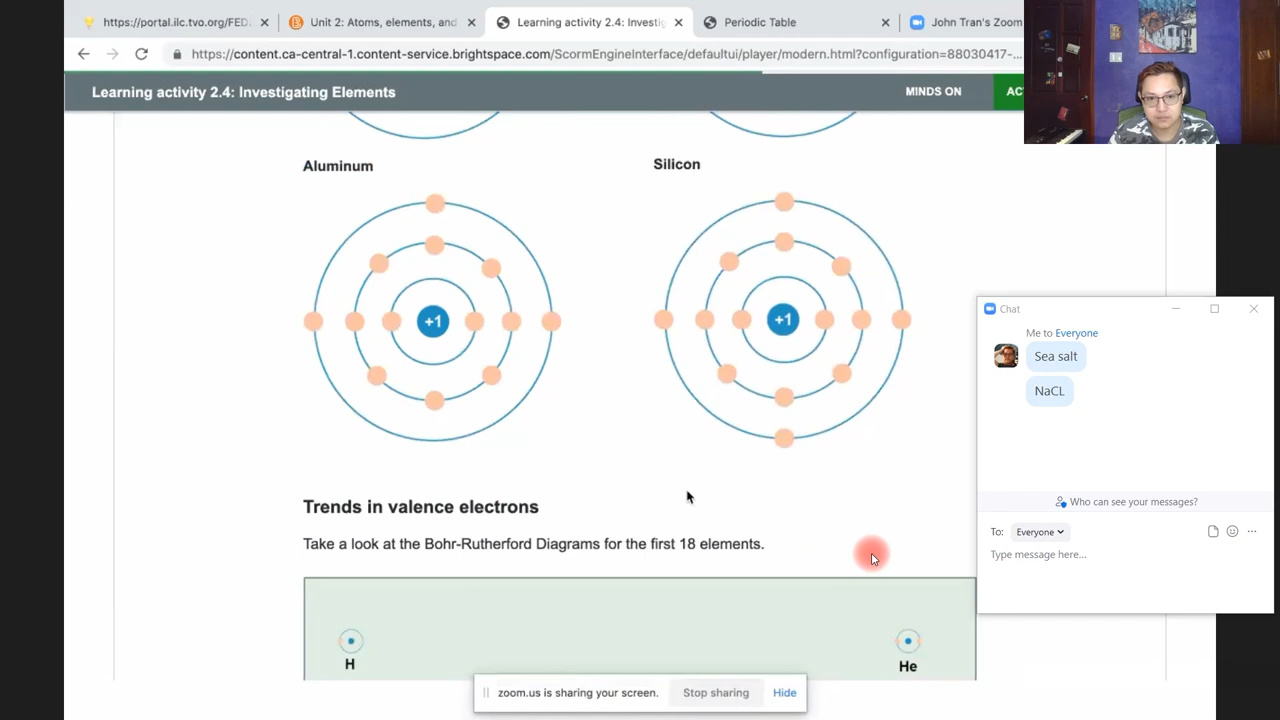 https://portal.ilc.tvo.org/FED
Unit 2: Atoms, elements, and
Learning activity 2.4: Investig
Periodic Table
John Tran's Zoom
https://content.ca-central-1.content-service.brightspace.com/ScormEngineInterface/defaultui/player/modern.html?configuration=88030417-...
Learning activity 2.4: Investigating Elements
MINDS ON
AC
Aluminum
Silicon
+1
+1
Trends in valence electrons
Take a look at the Bohr-Rutherford Diagrams for the first 18 elements.
H
He
Chat
Me to Everyone
Sea salt
NaCL
Who can see your messages?
To: Everyone
Type message here...
zoom.us is sharing your screen. Stop sharing Hide